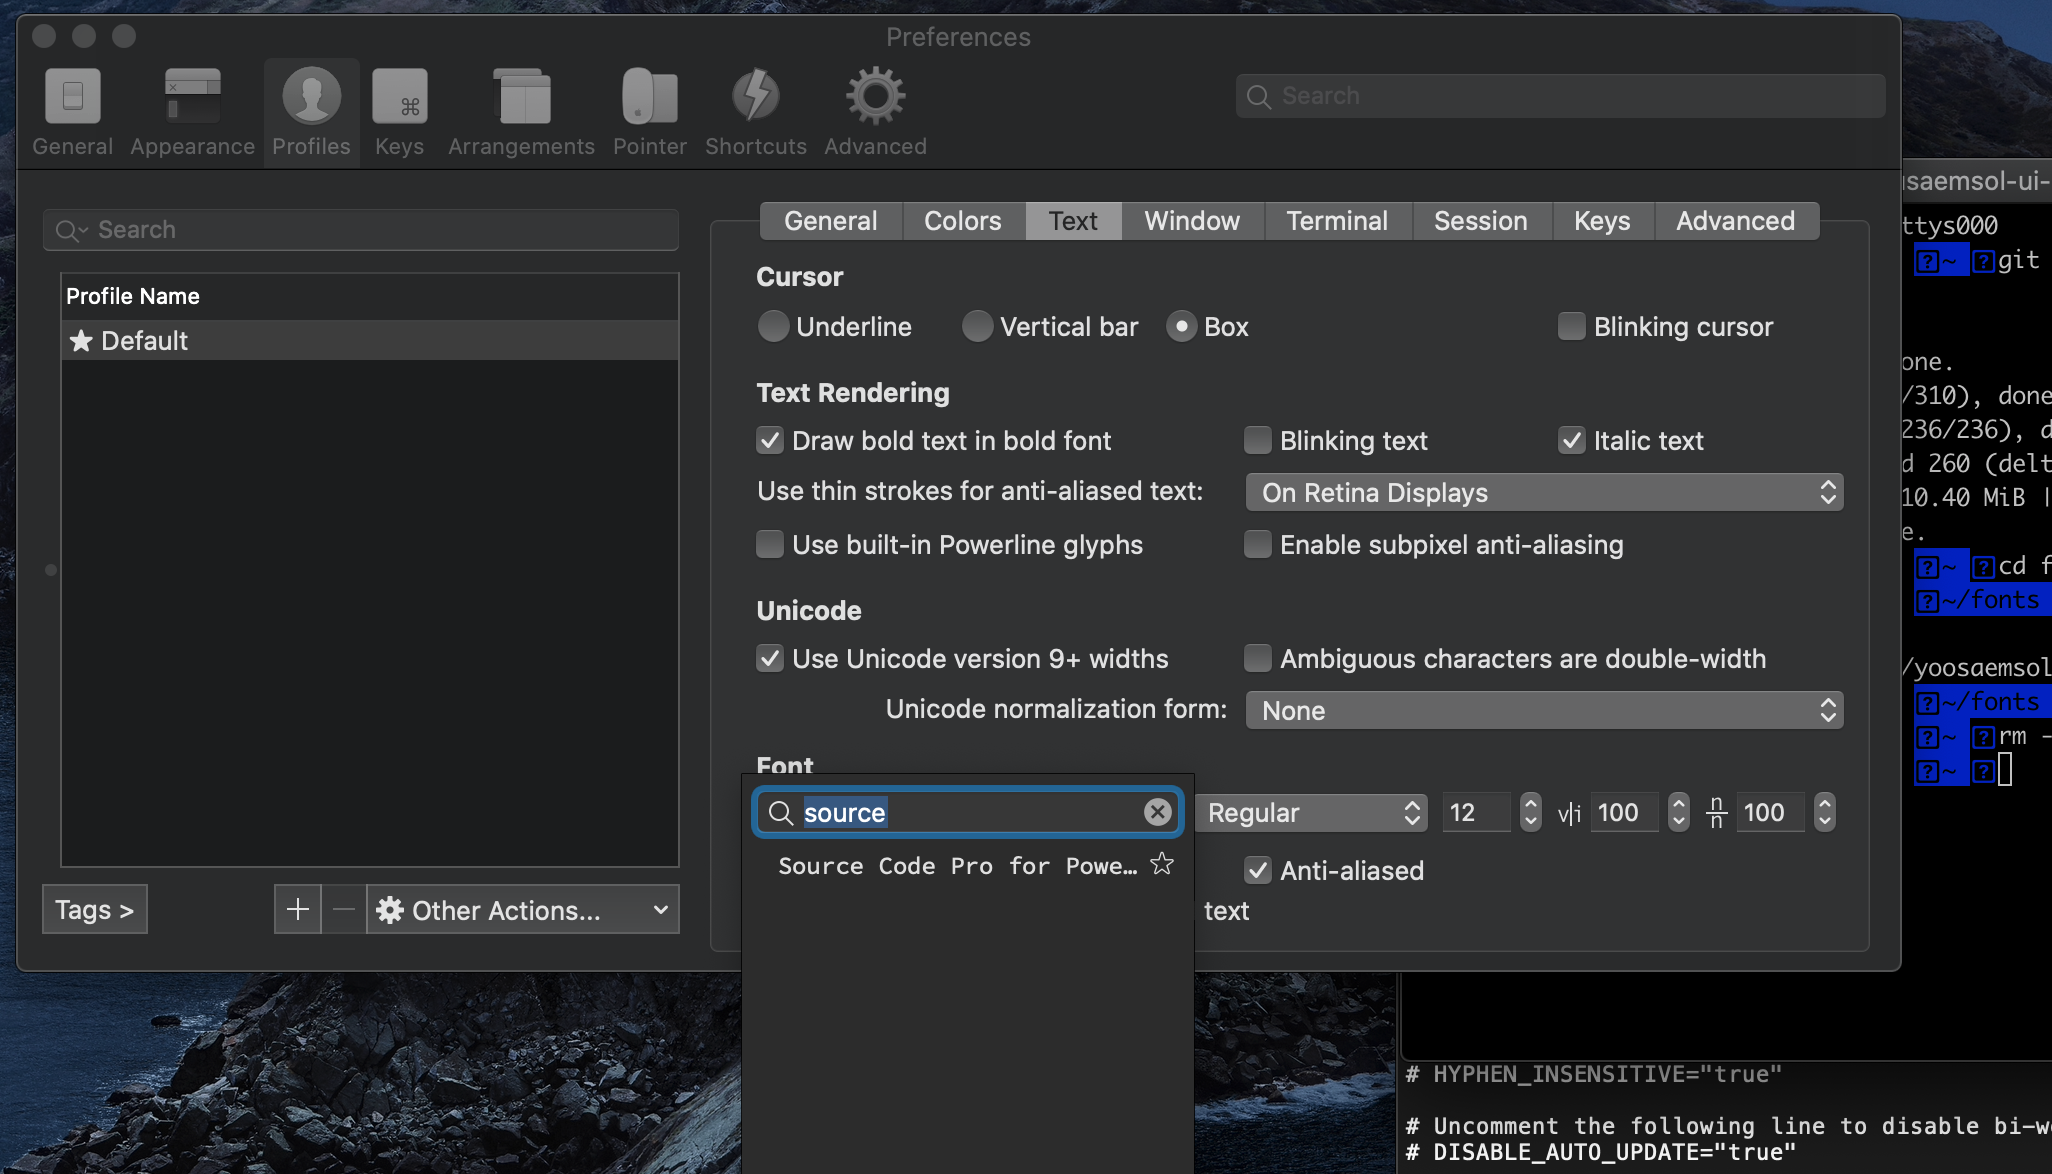 Preferences
General
Appearance
Profiles
Keys
Arrangements
Pointer
Shortcuts
Advanced
Search
Search
Profile Name
Default
Tags >
Other Actions...
General
Colors
Text
Window
Terminal
Session
Keys
Advanced
Cursor
Underline
Vertical bar
Box
Blinking cursor
Text Rendering
Draw bold text in bold font
Blinking text
Italic text
Use thin strokes for anti-aliased text:
On Retina Displays
Use built-in Powerline glyphs
Enable subpixel anti-aliasing
Unicode
Use Unicode version 9+ widths
Ambiguous characters are double-width
Unicode normalization form:
None
Font
source
Regular
12
v|i
100
n/n
100
Source Code Pro for Powe…
Anti-aliased
text
saemsol-ui-
ttys000
~ git
one.
/310), done
236/236), d
d 260 (delt
10.40 MiB |
e.
~ cd f
~/fonts
/yoosaemsol
~/fonts
~ rm -
~
# HYPHEN_INSENSITIVE="true"
# Uncomment the following line to disable bi-w
# DISABLE_AUTO_UPDATE="true"